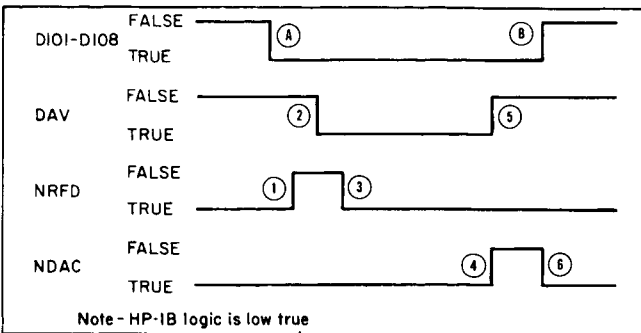 FALSE
DIO1-DIO8 A B
TRUE
FALSE
DAV 2 5
TRUE
FALSE
NRFD 1 3
TRUE
FALSE
NDAC 4 6
TRUE
Note - HP-IB logic is low true